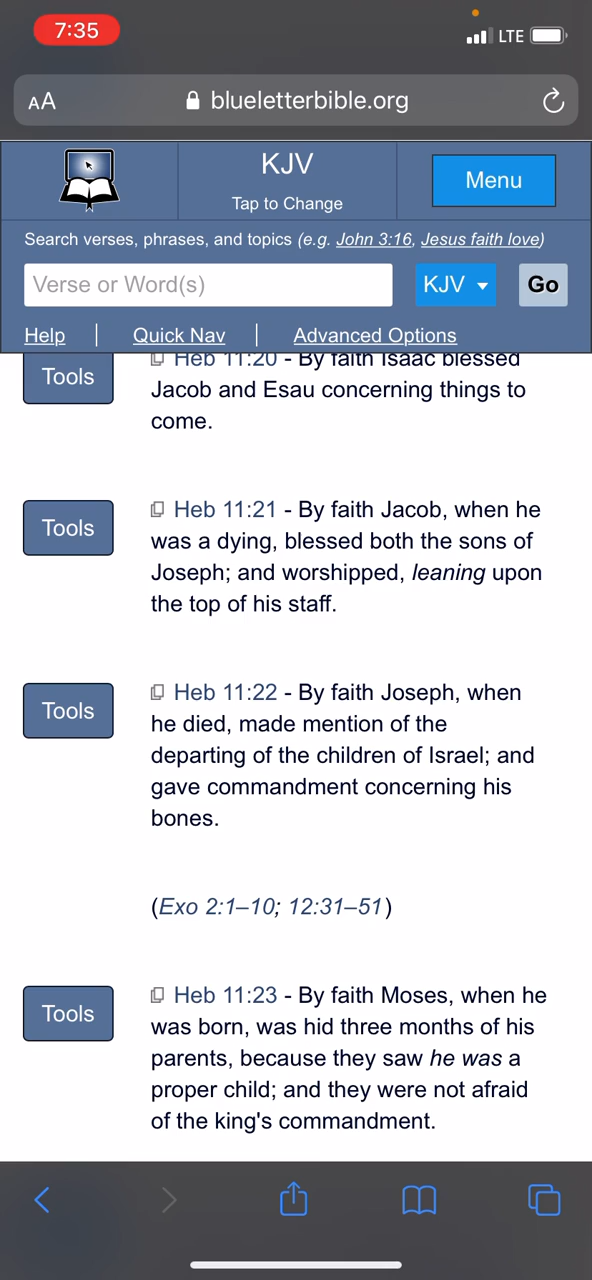 7:35
LTE
AA
blueletterbible.org
KJV
Tap to Change
Menu
Search verses, phrases, and topics (e.g. John 3:16, Jesus faith love)
Verse or Word(s)
KJV
Go
Help | Quick Nav | Advanced Options
Tools
Heb 11:20 - By faith Isaac blessed
Jacob and Esau concerning things to
come.
Tools
Heb 11:21 - By faith Jacob, when he
was a dying, blessed both the sons of
Joseph; and worshipped, leaning upon
the top of his staff.
Tools
Heb 11:22 - By faith Joseph, when
he died, made mention of the
departing of the children of Israel; and
gave commandment concerning his
bones.
(Exo 2:1–10; 12:31–51)
Tools
Heb 11:23 - By faith Moses, when he
was born, was hid three months of his
parents, because they saw he was a
proper child; and they were not afraid
of the king's commandment.